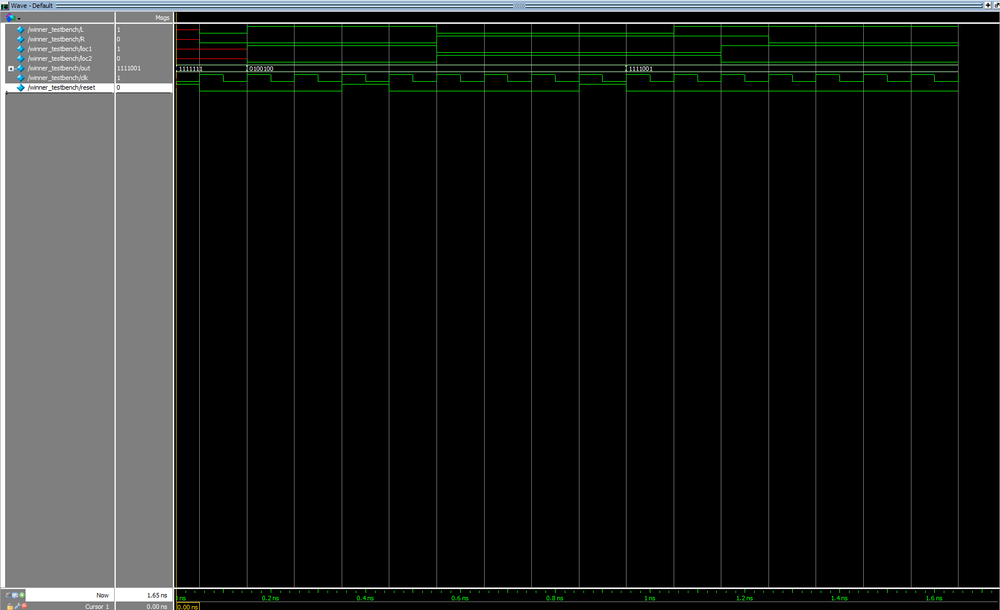 Wave - Default
Msgs
/winner_testbench/L 1
/winner_testbench/R 0
/winner_testbench/loc1 1
/winner_testbench/loc2 0
/winner_testbench/out 1111001 1111111 0100100 1111001
/winner_testbench/clk 1
/winner_testbench/reset 0
Now 1.65 ns ns 0.2 ns 0.4 ns 0.6 ns 0.8 ns 1 ns 1.2 ns 1.4 ns 1.6 ns
Cursor 1 0.00 ns 0.00 ns